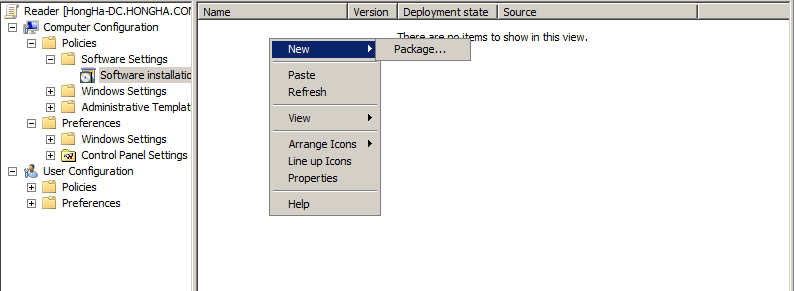 Reader [HongHa-DC.HONGHA.COM
Computer Configuration
Policies
Software Settings
Software installatio
Windows Settings
Administrative Templat
Preferences
Windows Settings
Control Panel Settings
User Configuration
Policies
Preferences
Name Version Deployment state Source
There are no items to show in this view.
New
Package...
Paste
Refresh
View
Arrange Icons
Line up Icons
Properties
Help